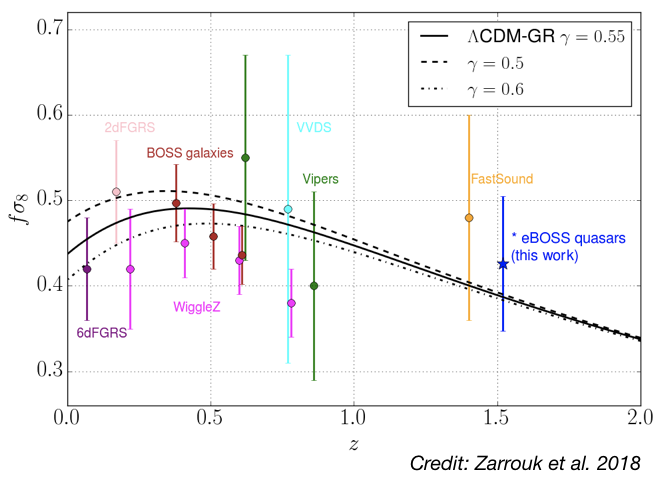 0.7
0.6
0.5
0.4
0.3
fσ₈
ΛCDM-GR γ = 0.55
γ = 0.5
γ = 0.6
2dFGRS
VVDS
BOSS galaxies
Vipers
FastSound
* eBOSS quasars
(this work)
WiggleZ
6dFGRS
0.0
0.5
1.0
1.5
2.0
z
Credit: Zarrouk et al. 2018